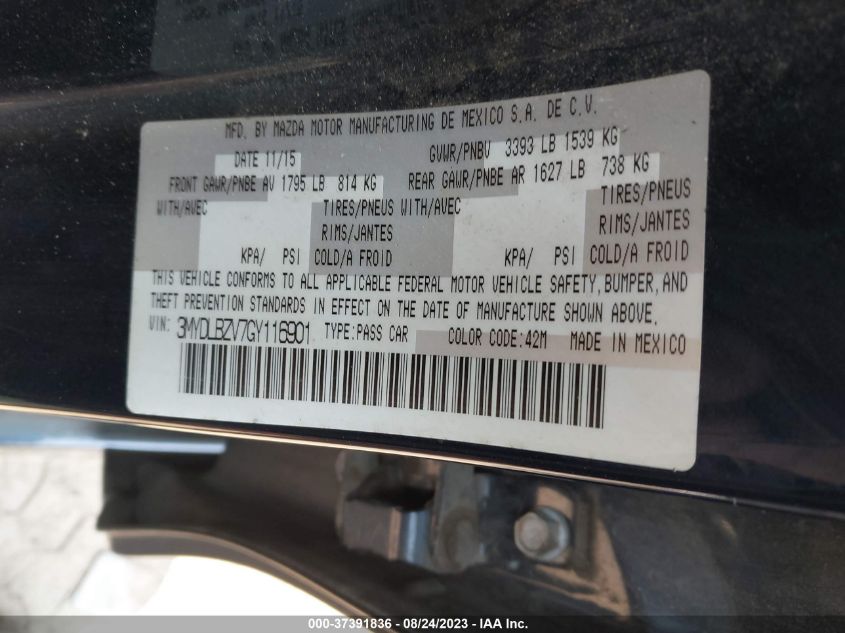 MFD. BY MAZDA MOTOR MANUFACTURING DE MEXICO S.A. DE C.V.
DATE 11/15 GVWR/PNBV 3393 LB 1539 KG
FRONT GAWR/PNBE AV 1795 LB 814 KG REAR GAWR/PNBE AR 1627 LB 738 KG
WITH/AVEC TIRES/PNEUS WITH/AVEC TIRES/PNEUS
RIMS/JANTES RIMS/JANTES
KPA/ PSI COLD/A FROID KPA/ PSI COLD/A FROID
THIS VEHICLE CONFORMS TO ALL APPLICABLE FEDERAL MOTOR VEHICLE SAFETY, BUMPER, AND
THEFT PREVENTION STANDARDS IN EFFECT ON THE DATE OF MANUFACTURE SHOWN ABOVE.
VIN: 3MYDLBZV7GY116901 TYPE:PASS CAR COLOR CODE:42M MADE IN MEXICO
000-37391836 - 08/24/2023 - IAA Inc.